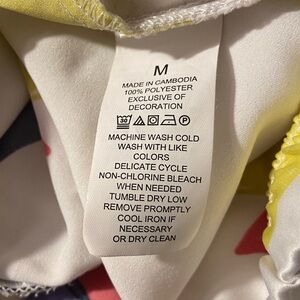 M
MADE IN CAMBODIA
100% POLYESTER
EXCLUSIVE OF
DECORATION
30 P
MACHINE WASH COLD
WASH WITH LIKE
COLORS
DELICATE CYCLE
NON-CHLORINE BLEACH
WHEN NEEDED
TUMBLE DRY LOW
REMOVE PROMPTLY
COOL IRON IF
NECESSARY
OR DRY CLEAN